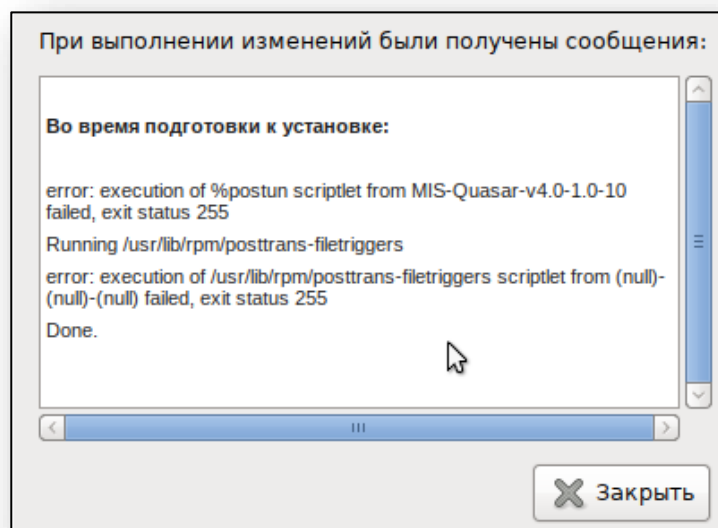 При выполнении изменений были получены сообщения:
Во время подготовки к установке:
error: execution of %postun scriptlet from MIS-Quasar-v4.0-1.0-10
failed, exit status 255
Running /usr/lib/rpm/posttrans-filetriggers
error: execution of /usr/lib/rpm/posttrans-filetriggers scriptlet from (null)-
(null)-(null) failed, exit status 255
Done.
Закрыть